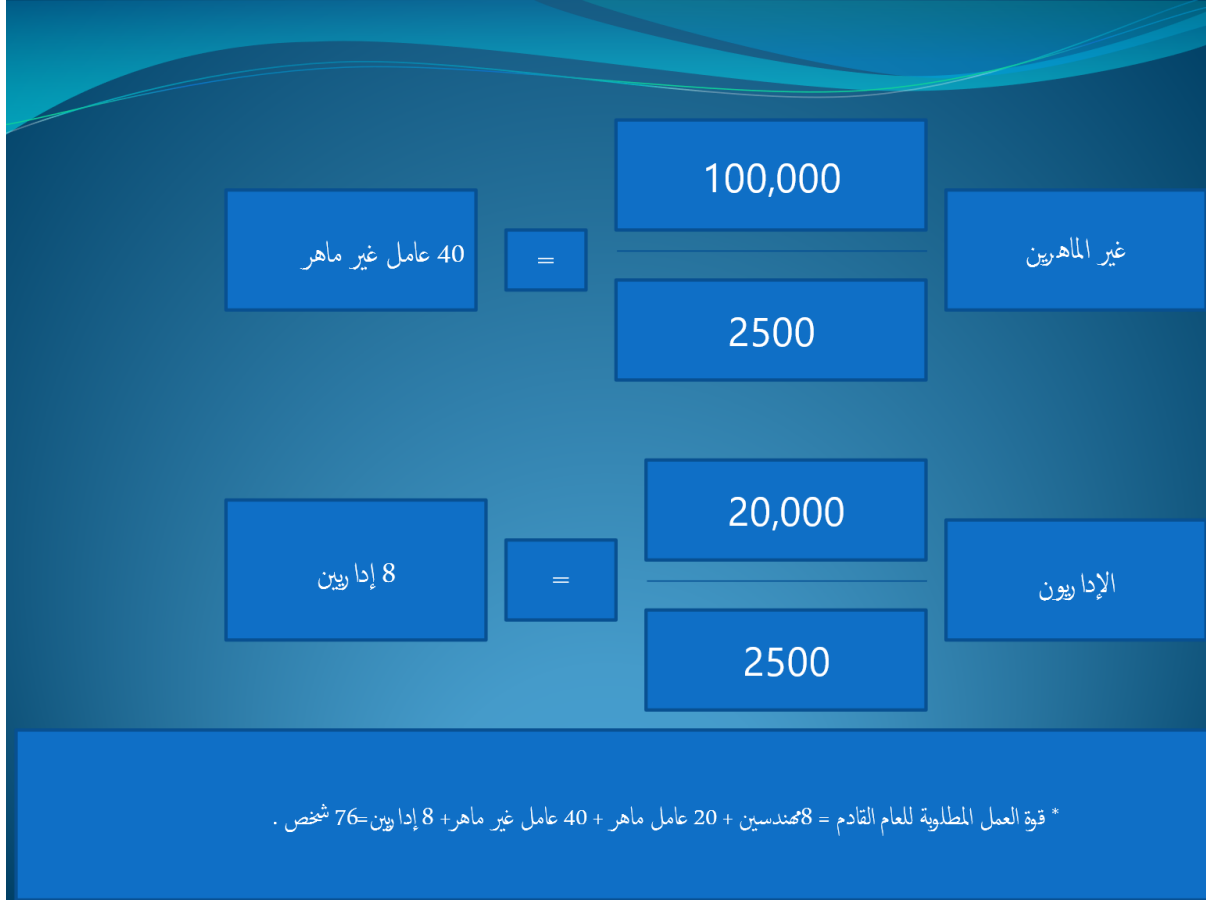 غير الماهرين
100,000
2500
=
40 عامل غير ماهر
الإداريون
20,000
2500
=
8 إداريين
* قوة العمل المطلوبة للعام القادم = 8مهندسين + 20 عامل ماهر + 40 عامل غير ماهر+ 8 إداريين=76 شخص .